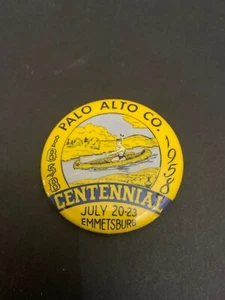 PALO ALTO CO.
1858
1958
CENTENNIAL
JULY 20-23
EMMETSBURG